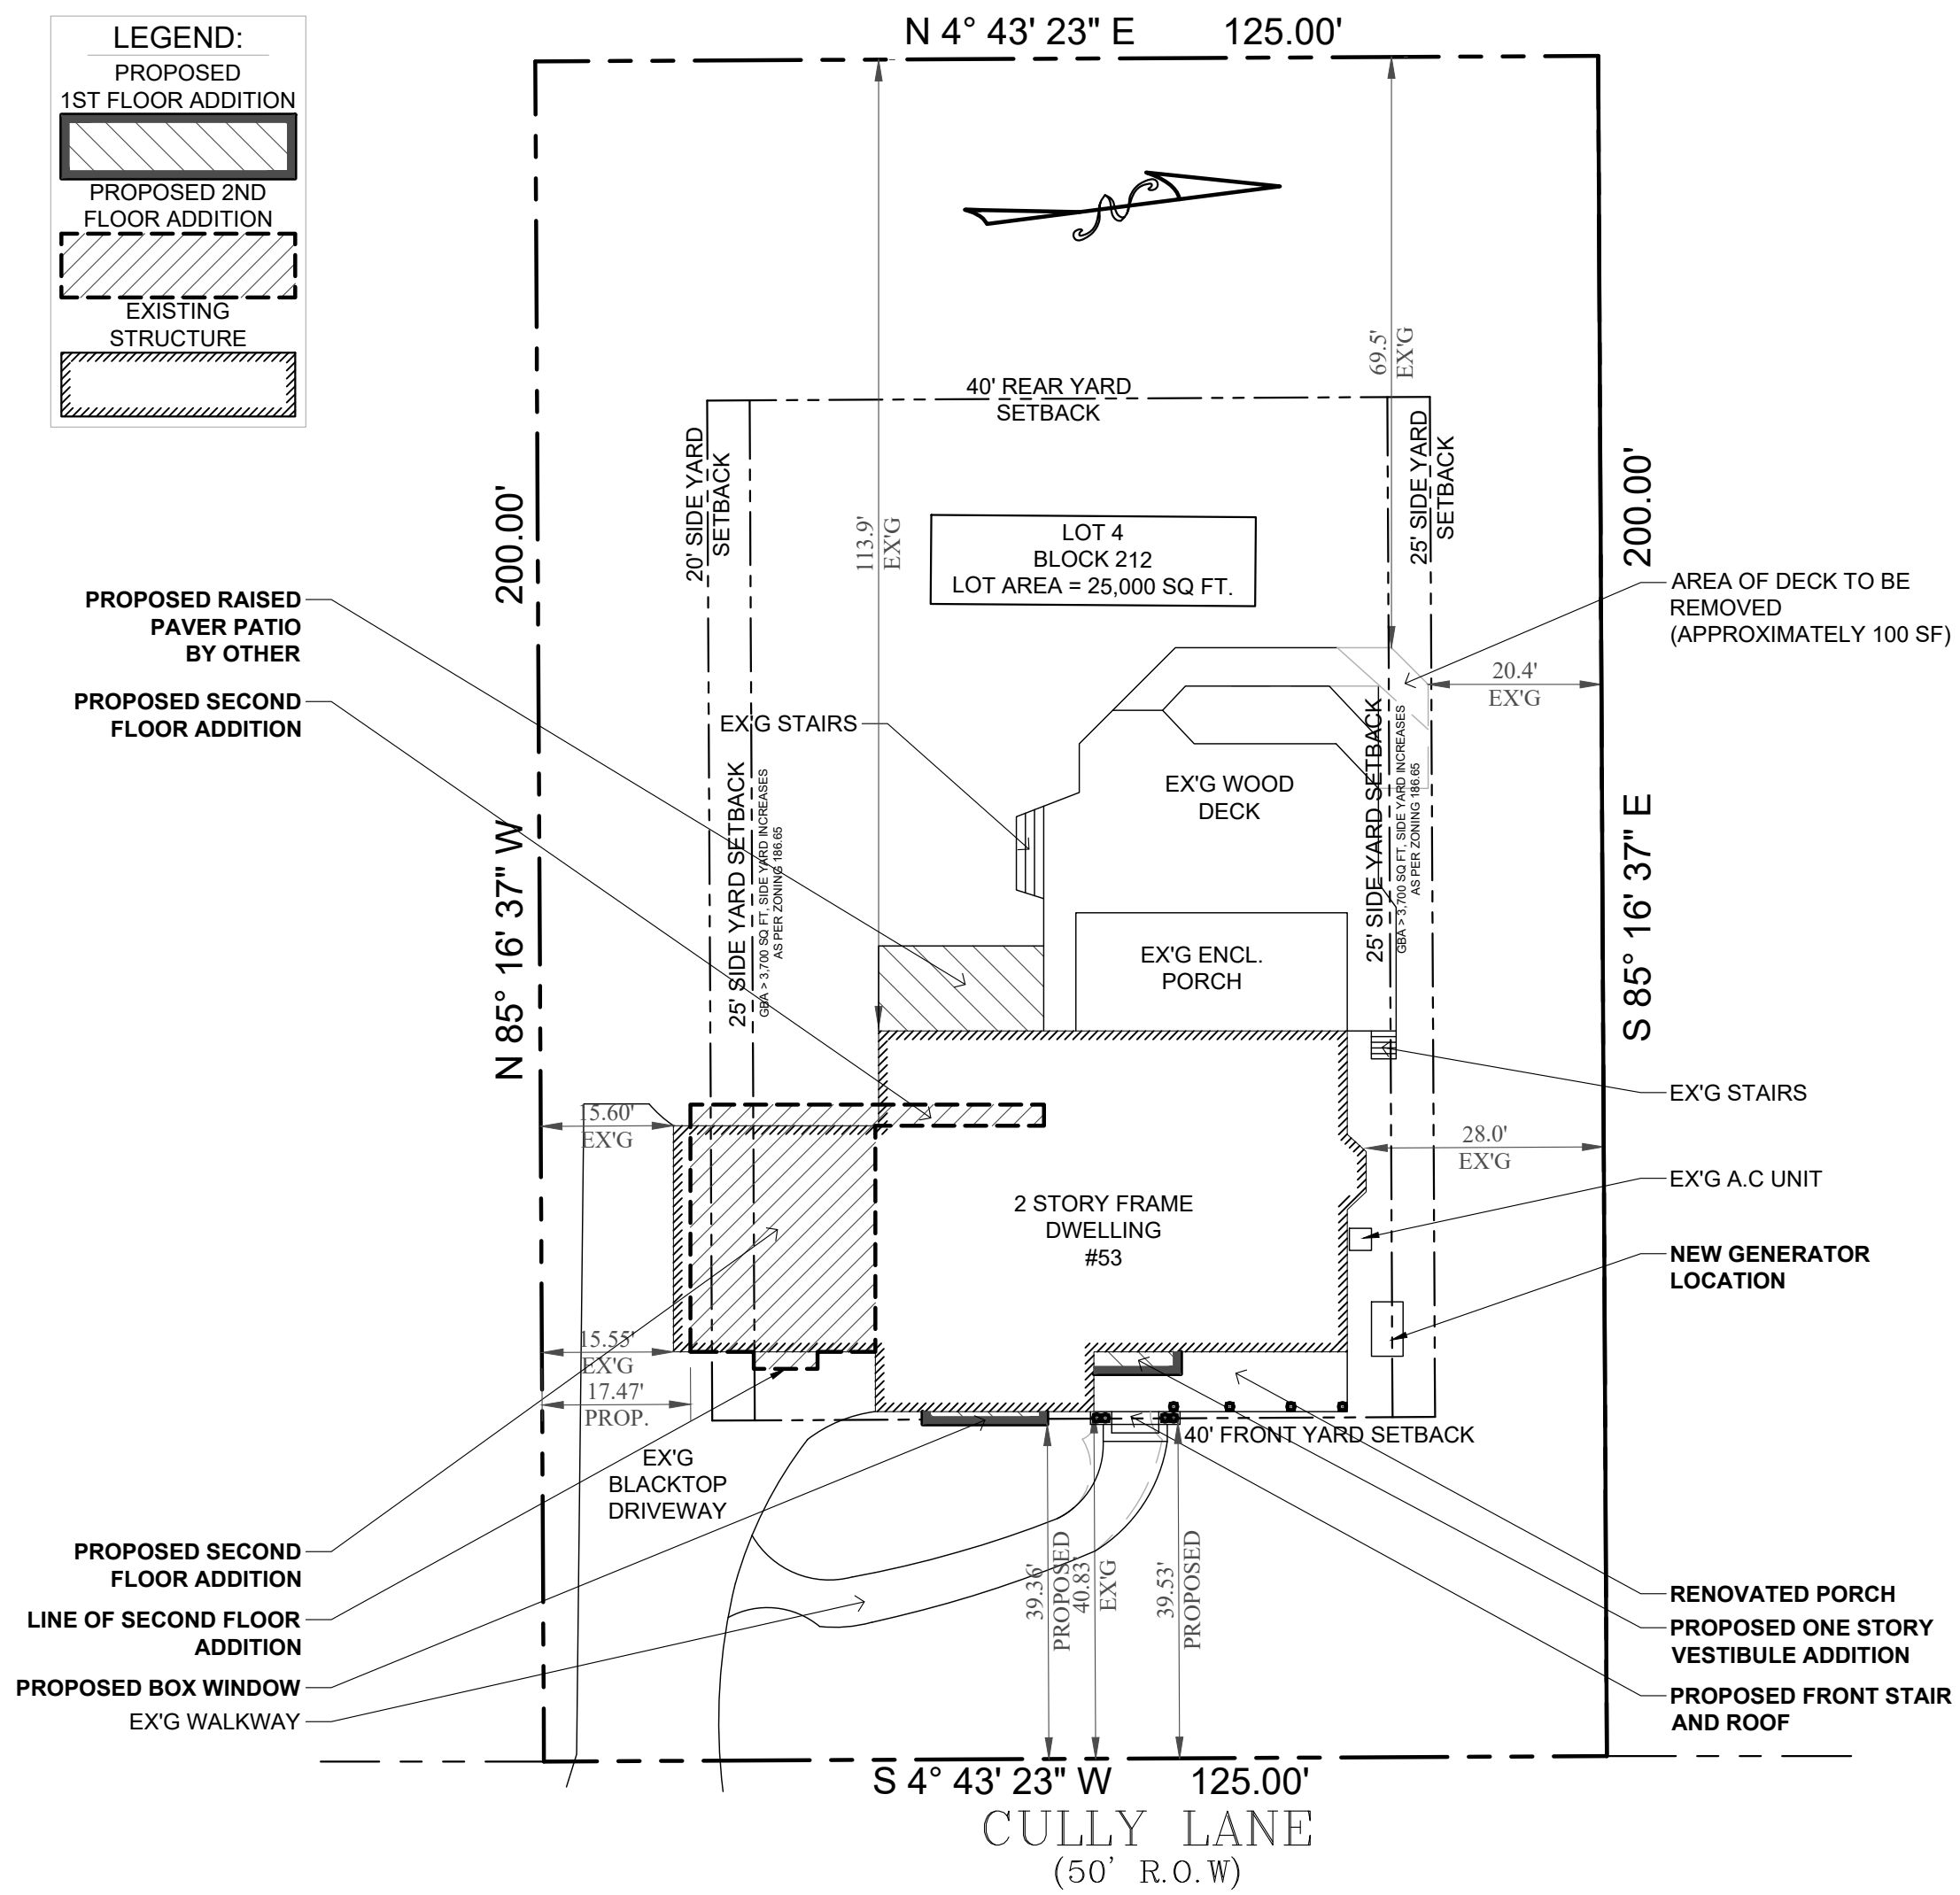 LEGEND:
PROPOSED
1ST FLOOR ADDITION
PROPOSED 2ND
FLOOR ADDITION
EXISTING
STRUCTURE
N 4° 43' 23" E 125.00'
N
69.5'
EX'G
40' REAR YARD
SETBACK
20' SIDE YARD
SETBACK
25' SIDE YARD
SETBACK
113.9'
EX'G
LOT 4
BLOCK 212
LOT AREA = 25,000 SQ FT.
200.00'
N 85° 16' 37" W
200.00'
S 85° 16' 37" E
PROPOSED RAISED
PAVER PATIO
BY OTHER
PROPOSED SECOND
FLOOR ADDITION
AREA OF DECK TO BE
REMOVED
(APPROXIMATELY 100 SF)
20.4'
EX'G
EX'G STAIRS
EX'G WOOD
DECK
25' SIDE YARD SETBACK
GBA > 3,700 SQ FT, SIDE YARD INCREASES
AS PER ZONING 186.65
25' SIDE YARD SETBACK
GBA > 3,700 SQ FT, SIDE YARD INCREASES
AS PER ZONING 186.65
EX'G ENCL.
PORCH
EX'G STAIRS
15.60'
EX'G
28.0'
EX'G
EX'G A.C UNIT
2 STORY FRAME
DWELLING
#53
NEW GENERATOR
LOCATION
15.55'
EX'G
17.47'
PROP.
40' FRONT YARD SETBACK
EX'G
BLACKTOP
DRIVEWAY
39.36'
PROPOSED
40.83'
EX'G
39.53'
PROPOSED
PROPOSED SECOND
FLOOR ADDITION
LINE OF SECOND FLOOR
ADDITION
PROPOSED BOX WINDOW
EX'G WALKWAY
RENOVATED PORCH
PROPOSED ONE STORY
VESTIBULE ADDITION
PROPOSED FRONT STAIR
AND ROOF
S 4° 43' 23" W 125.00'
CULLY LANE
(50' R.O.W)